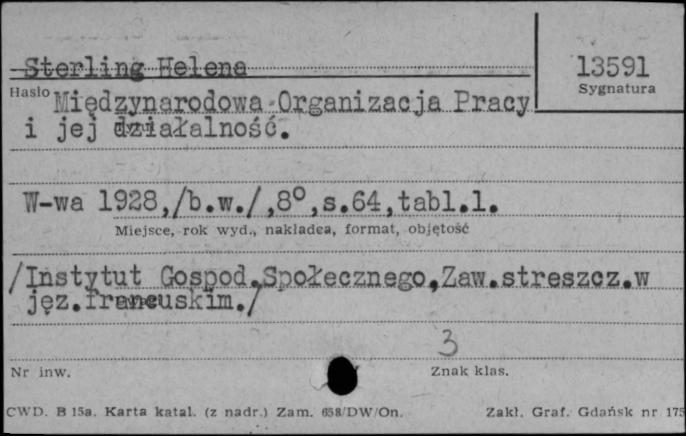 Sterling Helena
13591
Hasło
Sygnatura
Międzynarodowa Organizacja Pracy
i jej działalność.
W-wa 1928,/b.w./,8°,s.64,tabl.1.
Miejsce, rok wyd., nakładca, format, objętość
/Instytut Gospod.Społecznego.Zaw.streszcz.w
jęz.francuskim./
3
Nr inw.
Znak klas.
CWD. B 15a. Karta katal. (z nadr.) Zam. 658/DW/On.
Zakł. Graf. Gdańsk nr 175